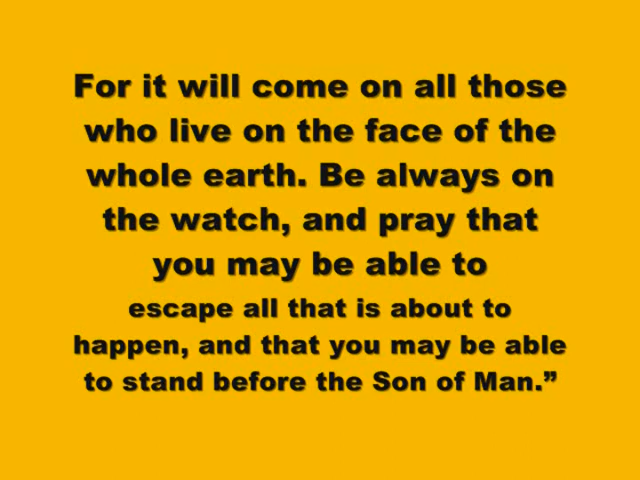 For it will come on all those
who live on the face of the
whole earth. Be always on
the watch, and pray that
you may be able to
escape all that is about to
happen, and that you may be able
to stand before the Son of Man.”